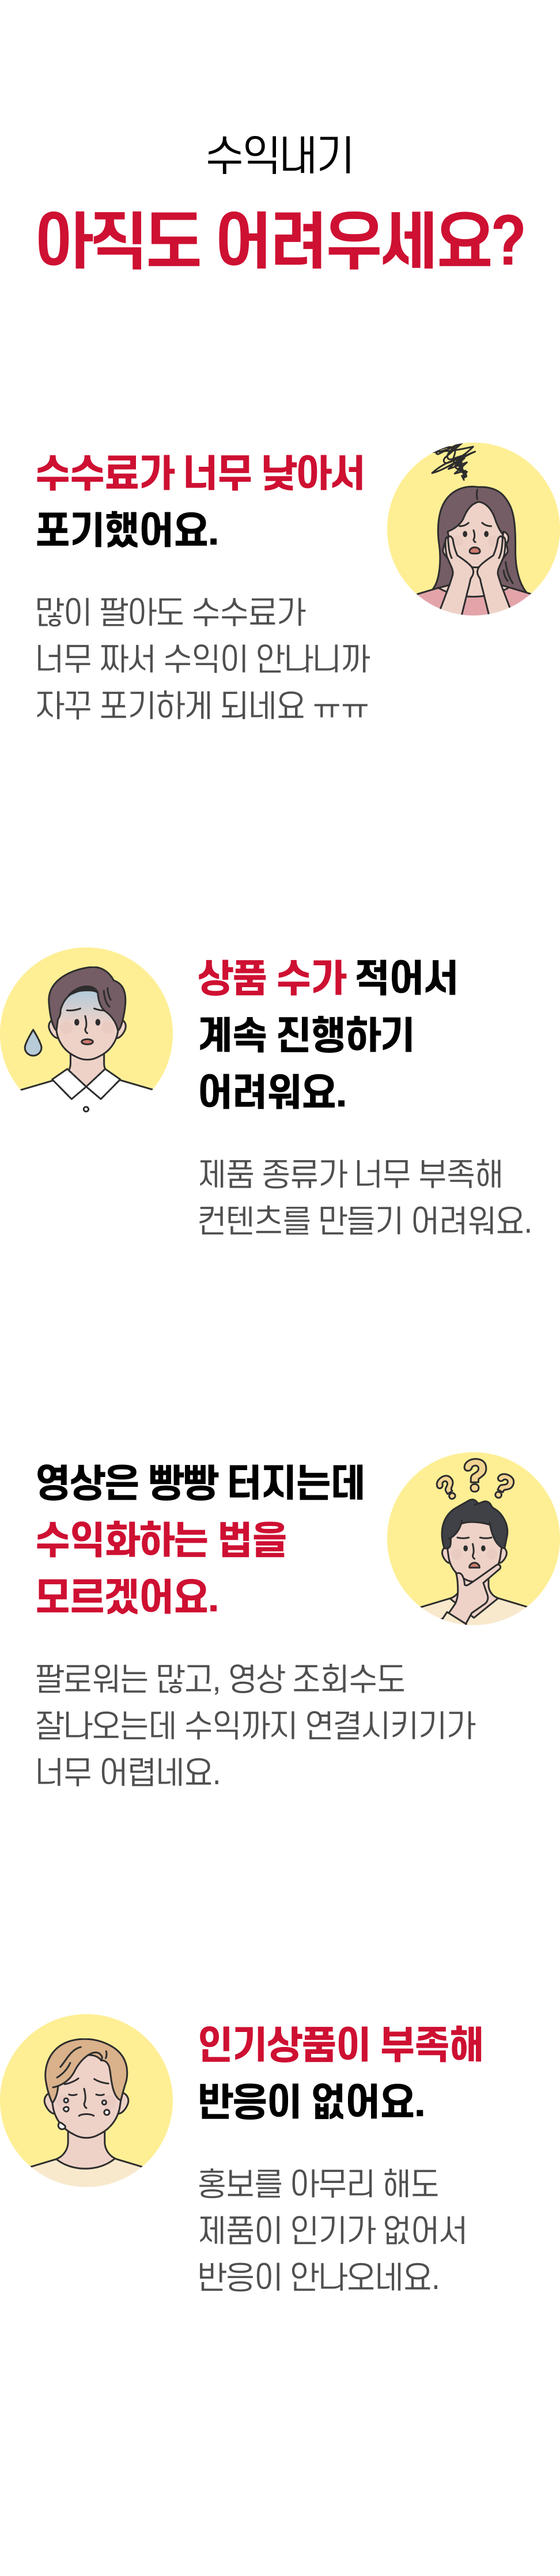 수익내기
아직도 어려우세요?
수수료가 너무 낮아서
포기했어요.
많이 팔아도 수수료가
너무 짜서 수익이 안나니까
자꾸 포기하게 되네요 ㅠㅠ
상품 수가 적어서
계속 진행하기
어려워요.
제품 종류가 너무 부족해
컨텐츠를 만들기 어려워요.
영상은 빵빵 터지는데
수익화하는 법을
모르겠어요.
???
팔로워는 많고, 영상 조회수도
잘나오는데 수익까지 연결시키기가
너무 어렵네요.
인기상품이 부족해
반응이 없어요.
홍보를 아무리 해도
제품이 인기가 없어서
반응이 안나오네요.